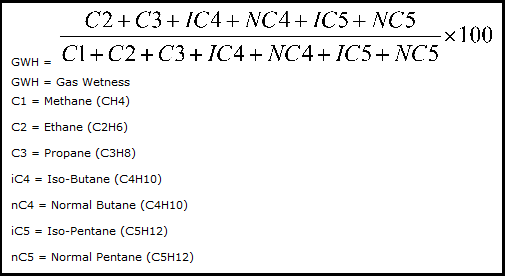 C2+C3+IC4+NC4+IC5+NC5
GWH = C1+C2+C3+IC4+NC4+IC5+NC5 ×100
GWH = Gas Wetness
C1 = Methane (CH4)
C2 = Ethane (C2H6)
C3 = Propane (C3H8)
iC4 = Iso-Butane (C4H10)
nC4 = Normal Butane (C4H10)
iC5 = Iso-Pentane (C5H12)
nC5 = Normal Pentane (C5H12)